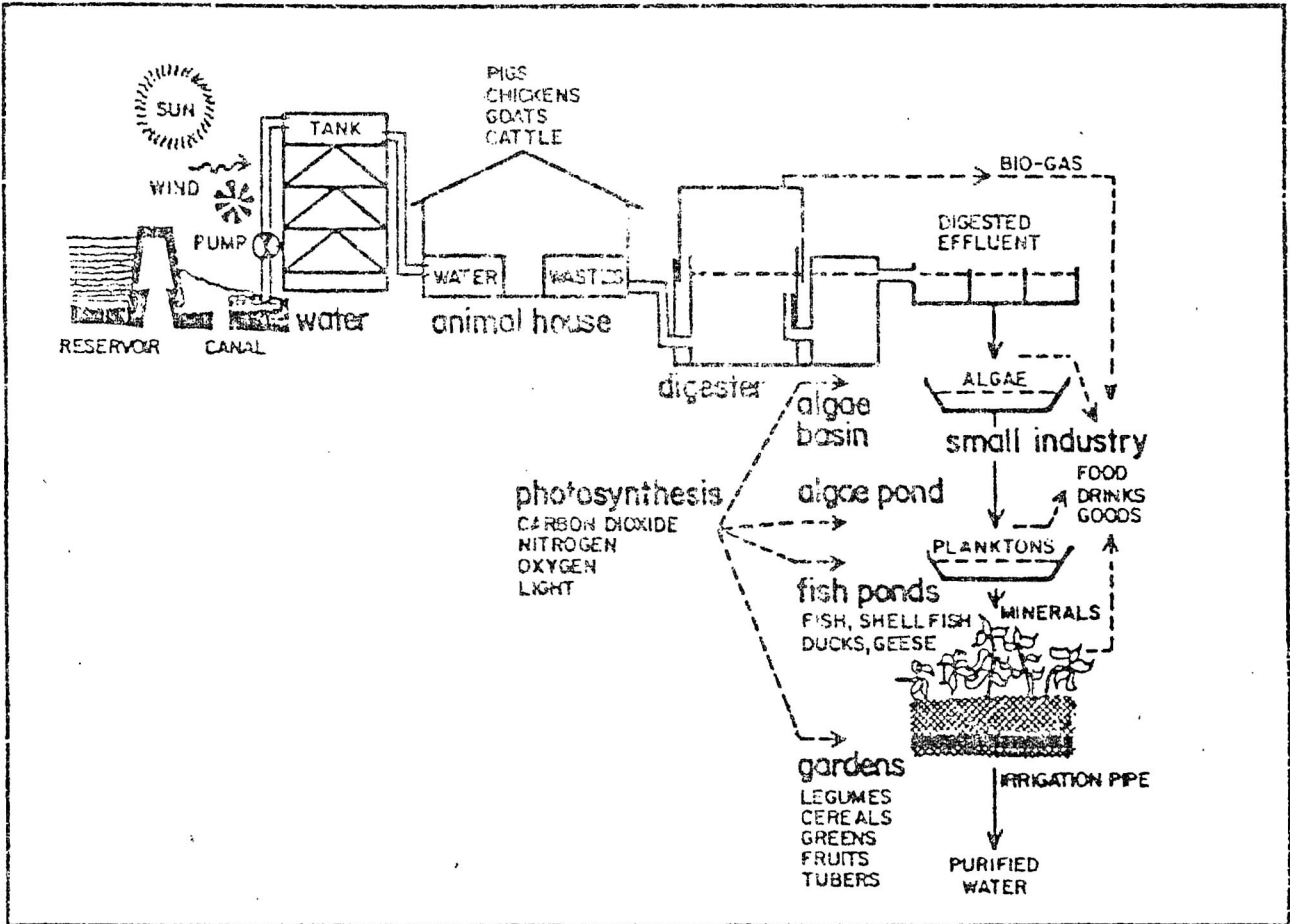 PIGS
CHICKENS
GOATS
CATTLE
SUN
TANK
WIND
BIO-GAS
DIGESTED
EFFLUENT
PUMP
WATER
WASTES
water
animal house
RESERVOIR
CANAL
digester
ALGAE
algae
basin
small industry
FOOD
DRINKS
GOODS
photosynthesis
CARBON DIOXIDE
NITROGEN
OXYGEN
LIGHT
algae pond
PLANKTONS
fish ponds
FISH, SHELLFISH
DUCKS, GEESE
MINERALS
gardens
LEGUMES
CEREALS
GREENS
FRUITS
TUBERS
IRRIGATION PIPE
PURIFIED
WATER